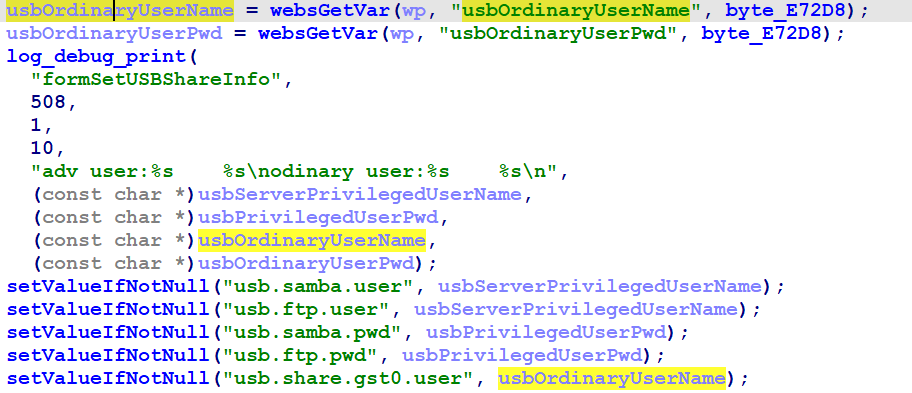 usbOrdinaryUserName = websGetVar(wp, "usbOrdinaryUserName", byte_E72D8);
usbOrdinaryUserPwd = websGetVar(wp, "usbOrdinaryUserPwd", byte_E72D8);
log_debug_print(
"formSetUSBShareInfo",
508,
1,
10,
"adv user:%s    %s\nodinary user:%s    %s\n",
(const char *)usbServerPrivilegedUserName,
(const char *)usbPrivilegedUserPwd,
(const char *)usbOrdinaryUserName,
(const char *)usbOrdinaryUserPwd);
setValueIfNotNull("usb.samba.user", usbServerPrivilegedUserName);
setValueIfNotNull("usb.ftp.user", usbServerPrivilegedUserName);
setValueIfNotNull("usb.samba.pwd", usbPrivilegedUserPwd);
setValueIfNotNull("usb.ftp.pwd", usbPrivilegedUserPwd);
setValueIfNotNull("usb.share.gst0.user", usbOrdinaryUserName);